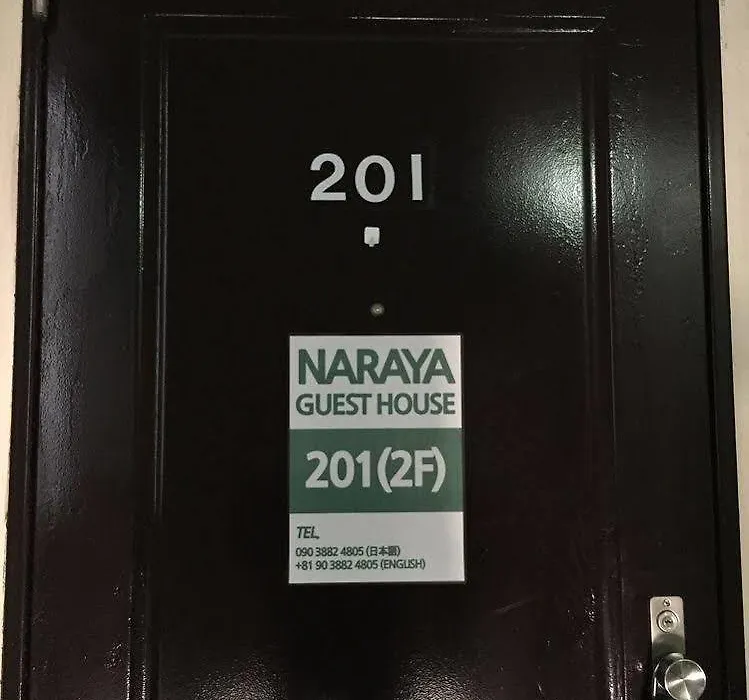 201
NARAYA
GUEST HOUSE
201(2F)
TEL.
090 3882 4805 (日本語)
+81 90 3882 4805 (ENGLISH)